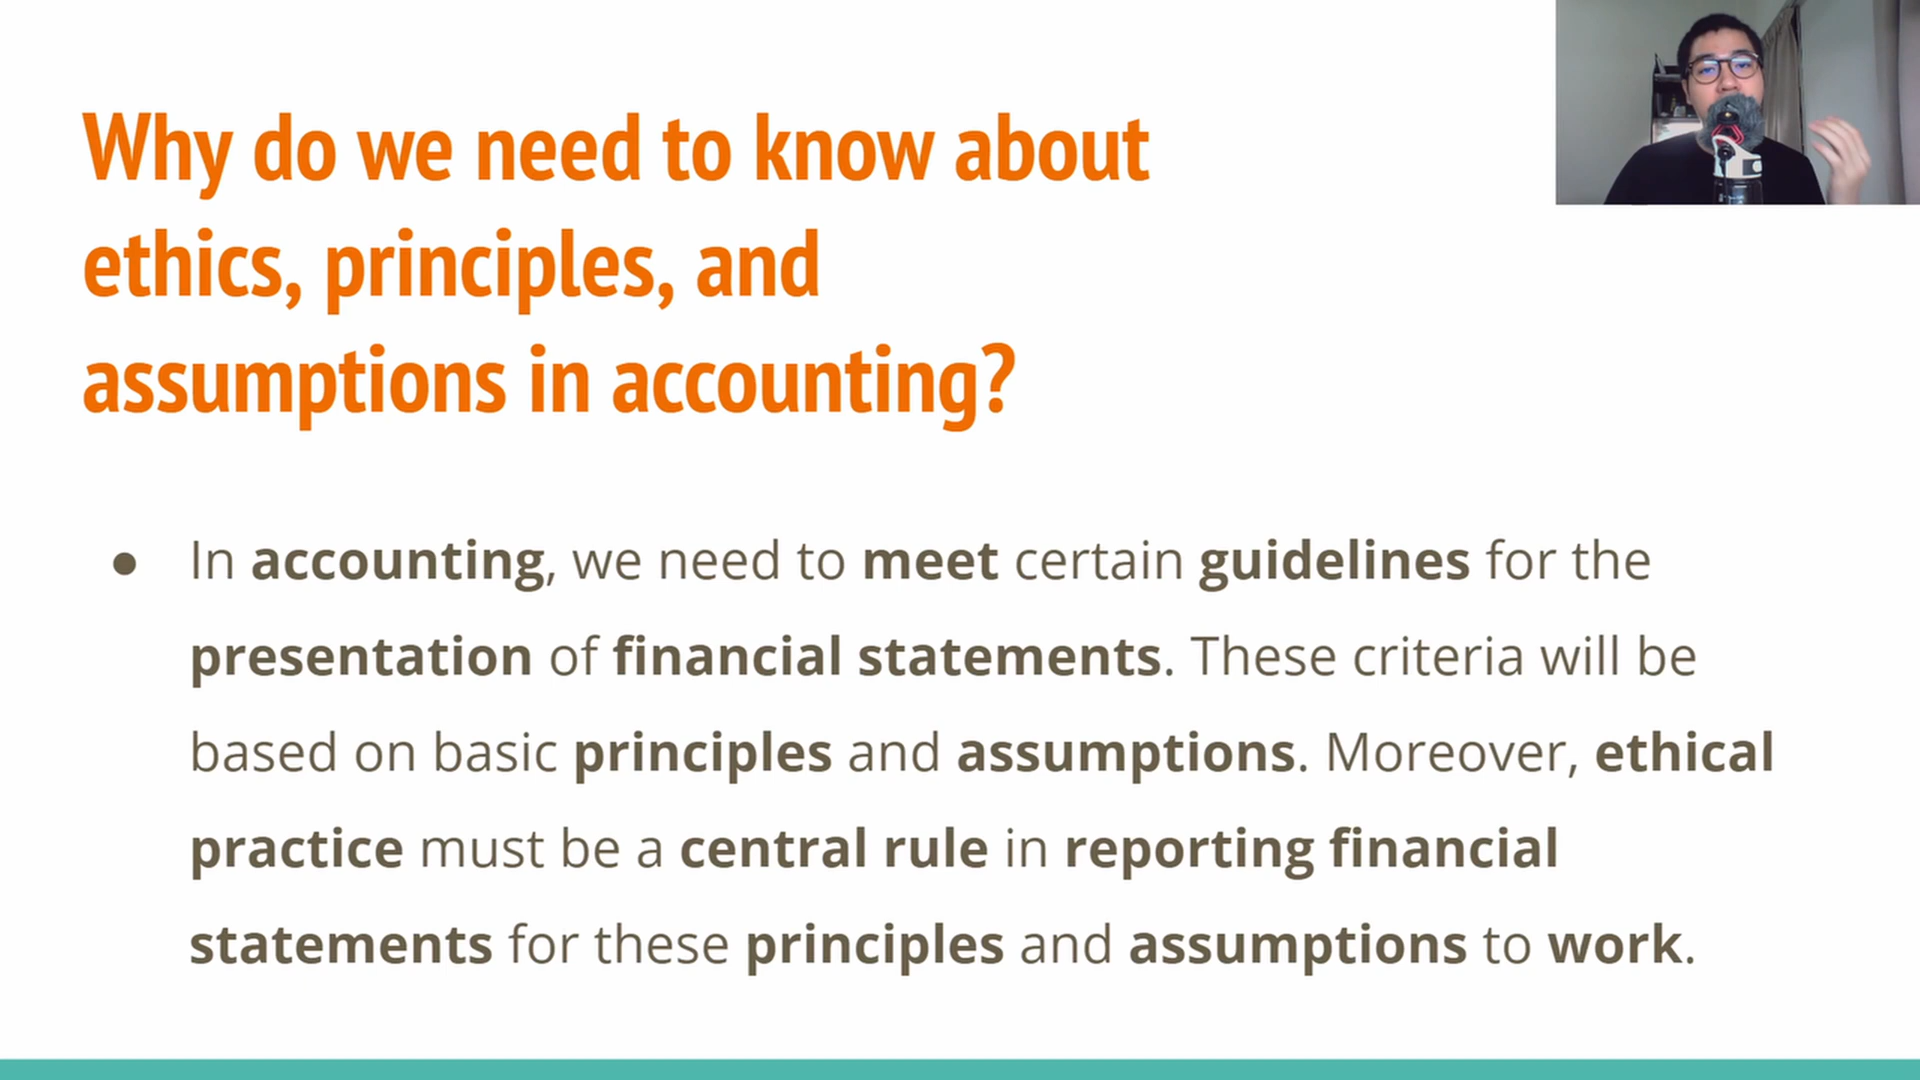 Why do we need to know about
ethics, principles, and
assumptions in accounting?
● In accounting, we need to meet certain guidelines for the
presentation of financial statements. These criteria will be
based on basic principles and assumptions. Moreover, ethical
practice must be a central rule in reporting financial
statements for these principles and assumptions to work.